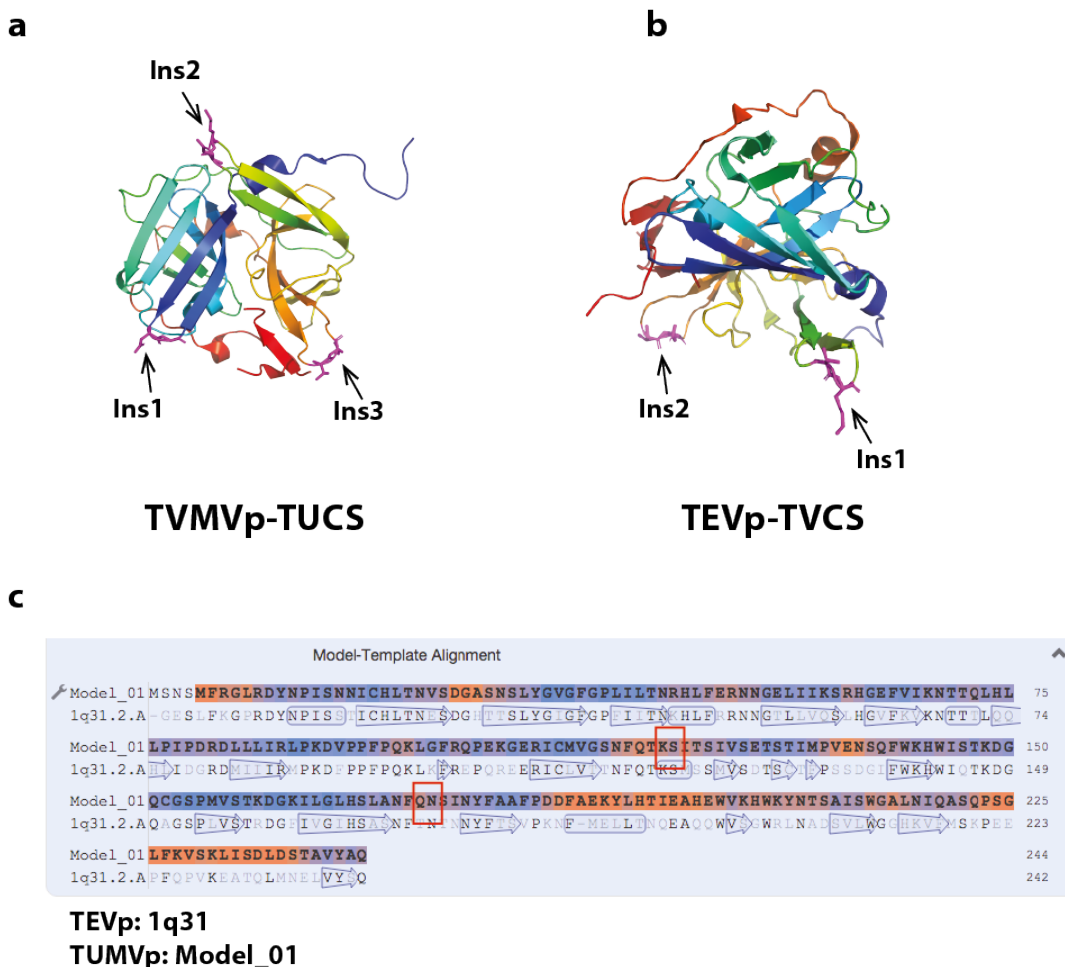 a
b
Ins2
Ins1
Ins3
Ins2
Ins1
TVMVp-TUCS
TEVp-TVCS
c
Model-Template Alignment
Model_01 MSNSMFRGLRDYNPISNNICHLTNVSDGASNSLYGVGFGPLILTNRHLFERNNGELIIKSRHGEFVIKNTTQLHL 75
1q31.2.A -GESLFKGPRDYNPISSTICHLTNESDGHTTSLYGIGFGPFIITNKHLFRRNNGTLLVQSLHGVFKVKNTTTLQQ 74
Model_01 LPIPDRDLLLIRLPKDVPPFPQKLGFRQPEKGERICMVGSNFQTKSITSIVSETSTIMPVENSQFWKHWISTKDG 150
1q31.2.A HLIDGRDMIIIRMPKDFPPFPQKLKFREPQREERICLVTTNFQTKSMSSMVSDTSCTFPSSDGIFWKHWIQTKDG 149
Model_01 QCGSPMVSTKDGKILGLHSLANFQNSINYFAAFPDDFAEKYLHTIEAHEWVKHWKYNTSAISWGALNIQASQPSG 225
1q31.2.A QAGSPLVSTRDGFIVGIHSASNFTNTNNYFTSVPKNF-MELLTNQEAQQWVSGWRLNADSVLWGGHKVFMSKPEE 223
Model_01 LFKVSKLISDLDSTAVYAQ 244
1q31.2.A PFQPVKEATQLMNELVYSQ 242
TEVp: 1q31
TUMVp: Model_01